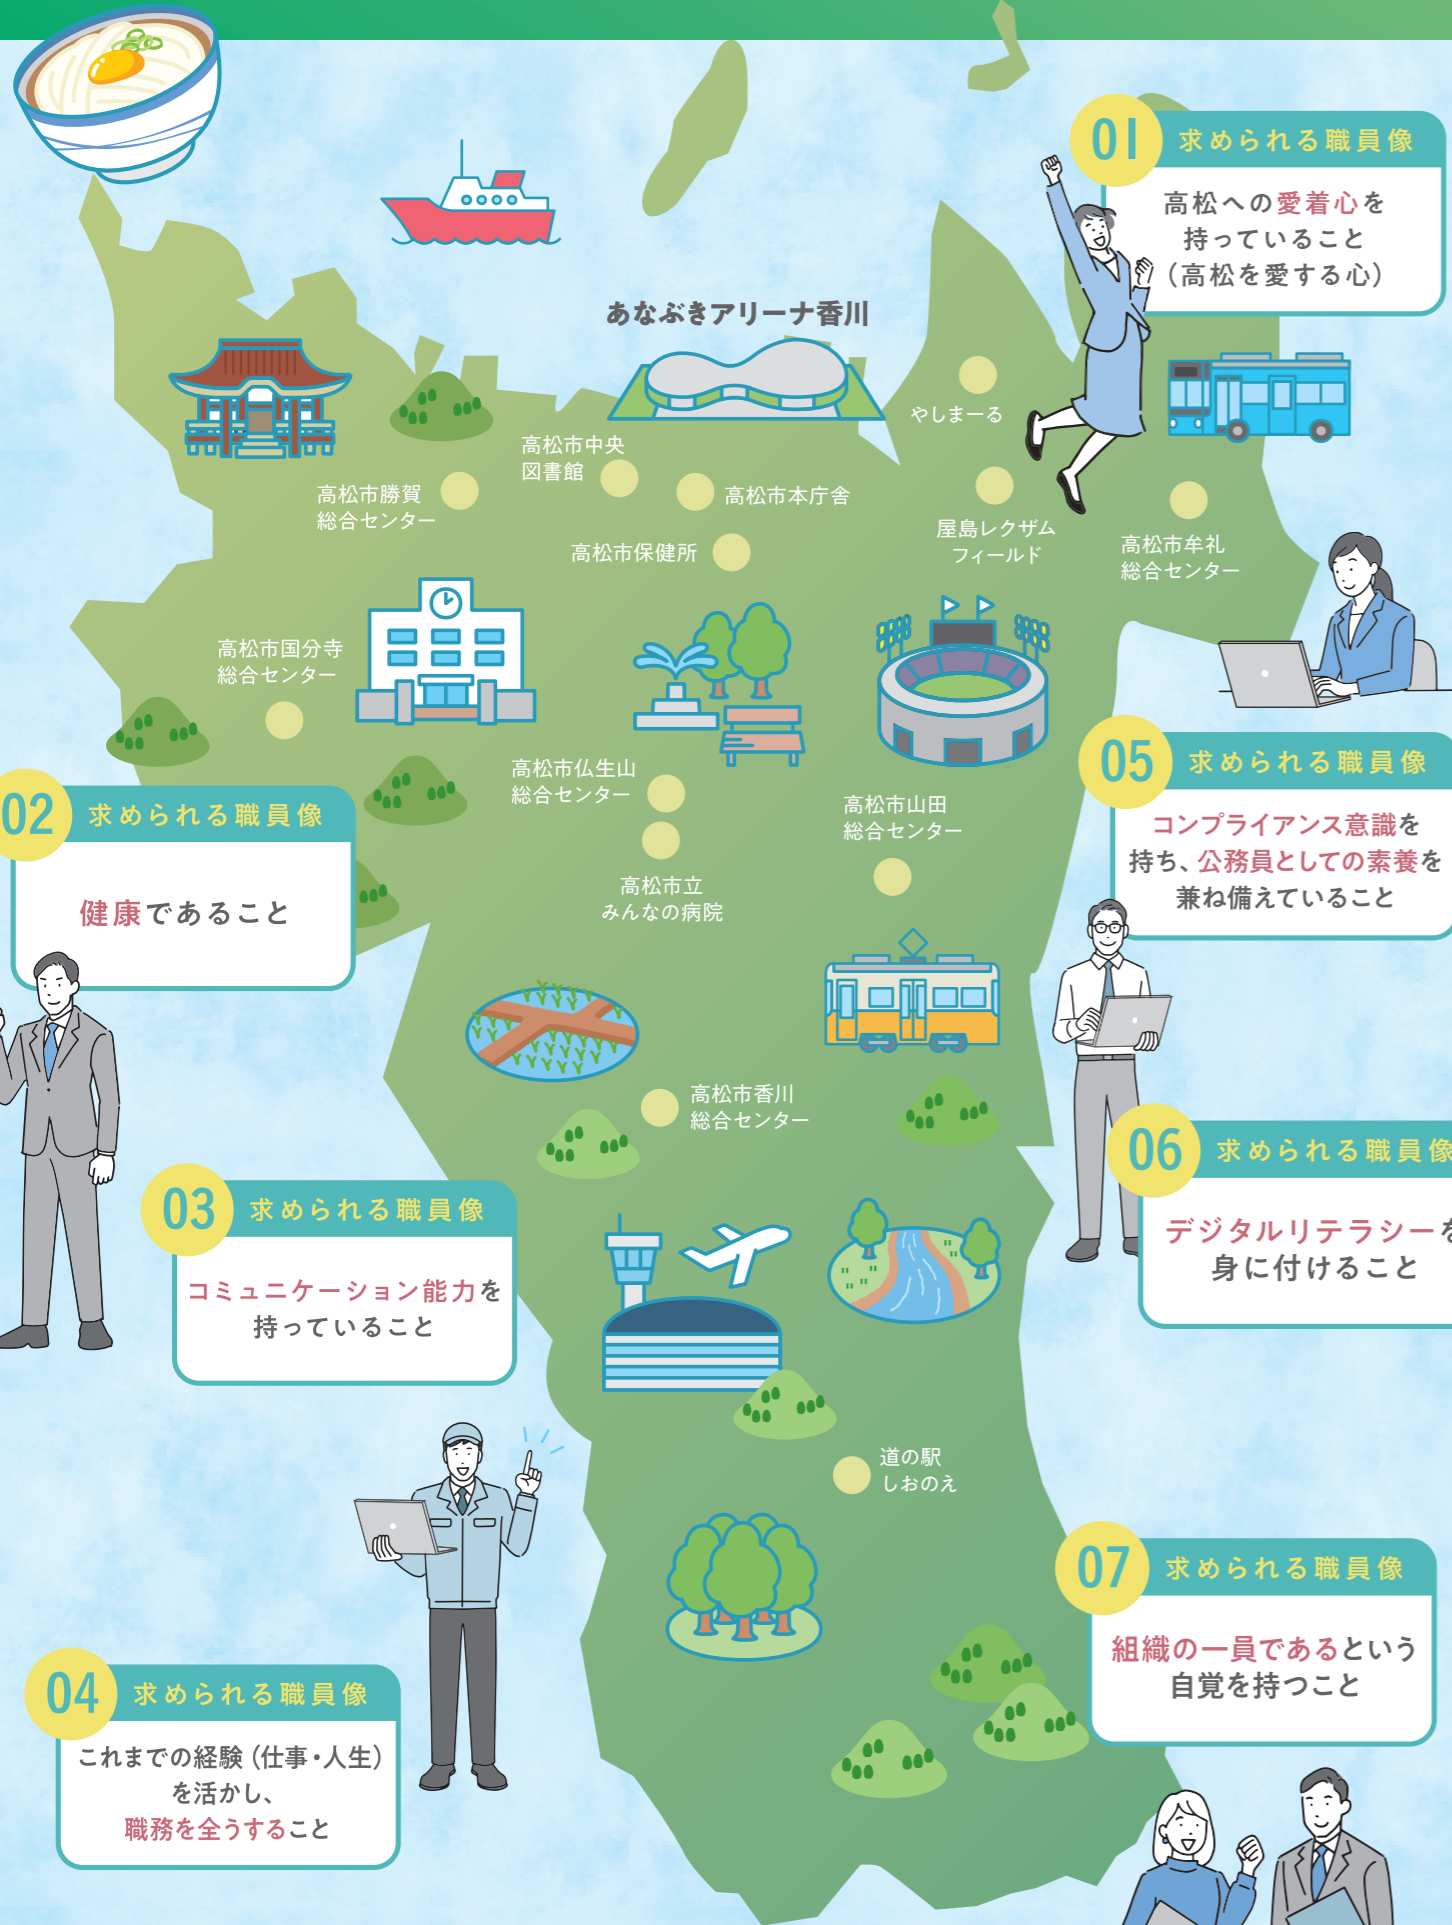 01
求められる職員像
高松への愛着心を
持っていること
（高松を愛する心）
あなぶきアリーナ香川
やしまーる
高松市中央
図書館
高松市本庁舎
高松市勝賀
総合センター
高松市保健所
屋島レクザム
フィールド
高松市牟礼
総合センター
高松市国分寺
総合センター
高松市仏生山
総合センター
高松市山田
総合センター
高松市立
みんなの病院
05
求められる職員像
コンプライアンス意識を
持ち、公務員としての素養を
兼ね備えていること
02
求められる職員像
健康であること
高松市香川
総合センター
06
求められる職員像
デジタルリテラシーを
身に付けること
03
求められる職員像
コミュニケーション能力を
持っていること
道の駅
しおのえ
07
求められる職員像
組織の一員であるという
自覚を持つこと
04
求められる職員像
これまでの経験（仕事・人生）
を活かし、
職務を全うすること